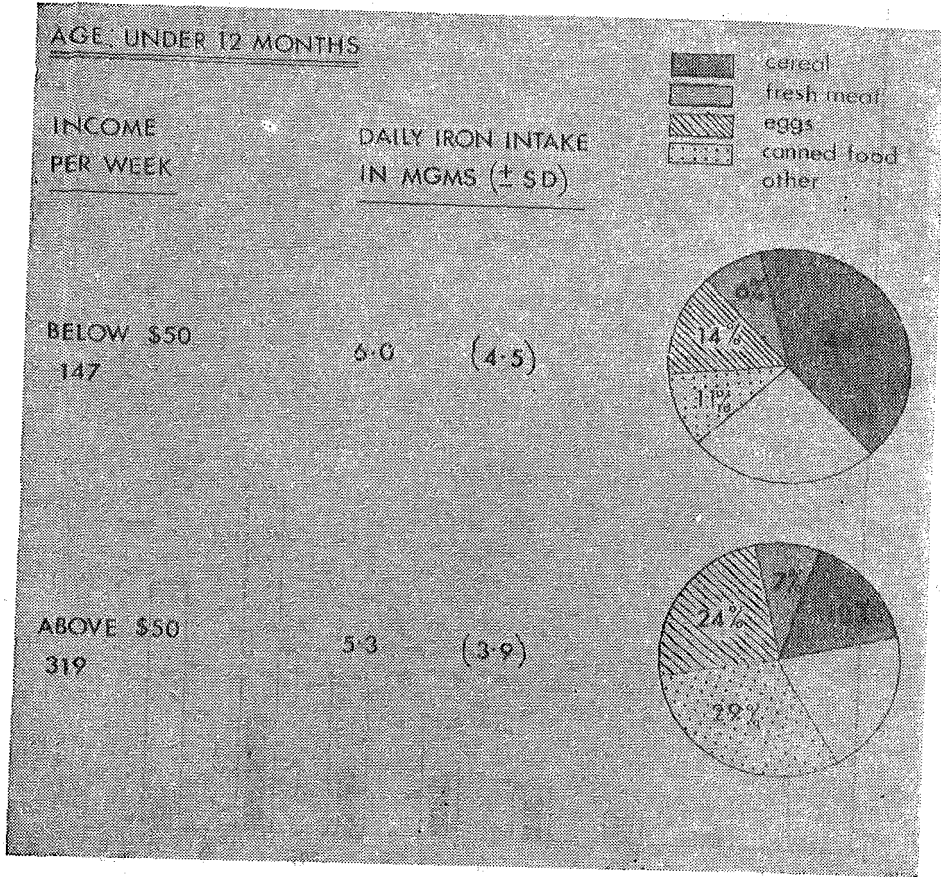 AGE: UNDER 12 MONTHS
cereal
fresh meat
eggs
canned food
other
INCOME
PER WEEK
DAILY IRON INTAKE
IN MGMS (± SD)
BELOW $50
147
6·0 (4·5)
6%
14%
11%
ABOVE $50
319
5·3 (3·9)
7%
24%
29%